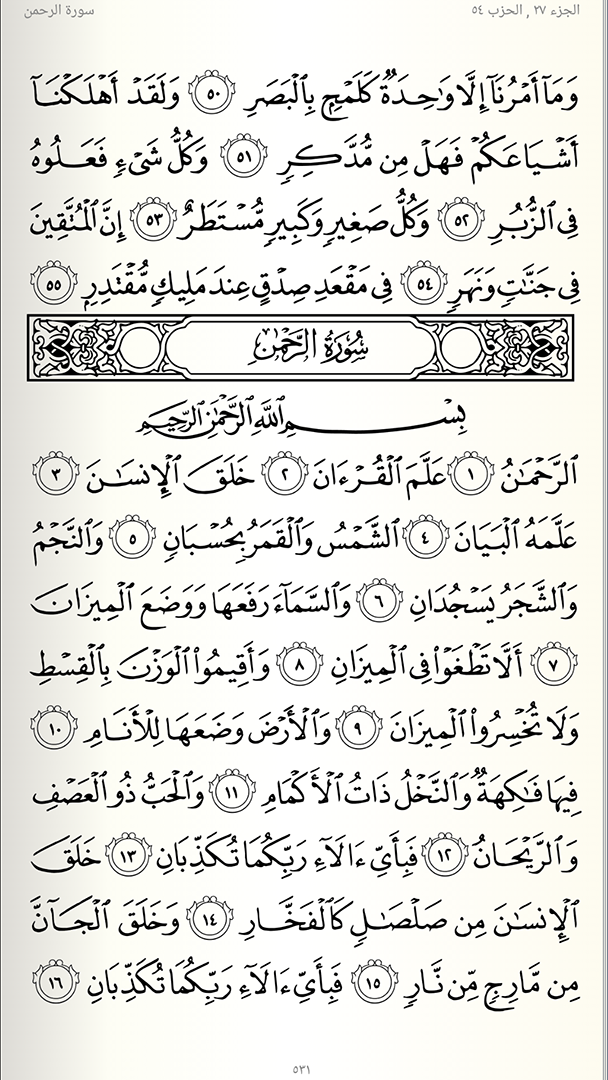 الجزء ٢٧ , الحزب ٥٤
سورة الرحمن
وَمَآ أَمْرُنَآ إِلَّا وَٰحِدَةٌ كَلَمْحٍۭ بِٱلْبَصَرِ ٥٠ وَلَقَدْ أَهْلَكْنَآ
أَشْيَاعَكُمْ فَهَلْ مِن مُّدَّكِرٍ ٥١ وَكُلُّ شَىْءٍ فَعَلُوهُ
فِى ٱلزُّبُرِ ٥٢ وَكُلُّ صَغِيرٍ وَكَبِيرٍ مُّسْتَطَرٌ ٥٣ إِنَّ ٱلْمُتَّقِينَ
فِى جَنَّٰتٍ وَنَهَرٍ ٥٤ فِى مَقْعَدِ صِدْقٍ عِندَ مَلِيكٍ مُّقْتَدِرٍۭ ٥٥
سُورَةُ الرَّحْمَٰن
بِسْمِ ٱللَّهِ ٱلرَّحْمَٰنِ ٱلرَّحِيمِ
ٱلرَّحْمَٰنُ ١ عَلَّمَ ٱلْقُرْءَانَ ٢ خَلَقَ ٱلْإِنسَٰنَ ٣
عَلَّمَهُ ٱلْبَيَانَ ٤ ٱلشَّمْسُ وَٱلْقَمَرُ بِحُسْبَانٍ ٥ وَٱلنَّجْمُ
وَٱلشَّجَرُ يَسْجُدَانِ ٦ وَٱلسَّمَآءَ رَفَعَهَا وَوَضَعَ ٱلْمِيزَانَ
٧ أَلَّا تَطْغَوْا۟ فِى ٱلْمِيزَانِ ٨ وَأَقِيمُوا۟ ٱلْوَزْنَ بِٱلْقِسْطِ
وَلَا تُخْسِرُوا۟ ٱلْمِيزَانَ ٩ وَٱلْأَرْضَ وَضَعَهَا لِلْأَنَامِ ١٠
فِيهَا فَٰكِهَةٌ وَٱلنَّخْلُ ذَاتُ ٱلْأَكْمَامِ ١١ وَٱلْحَبُّ ذُو ٱلْعَصْفِ
وَٱلرَّيْحَانُ ١٢ فَبِأَىِّ ءَالَآءِ رَبِّكُمَا تُكَذِّبَانِ ١٣ خَلَقَ
ٱلْإِنسَٰنَ مِن صَلْصَٰلٍ كَٱلْفَخَّارِ ١٤ وَخَلَقَ ٱلْجَآنَّ
مِن مَّارِجٍ مِّن نَّارٍ ١٥ فَبِأَىِّ ءَالَآءِ رَبِّكُمَا تُكَذِّبَانِ ١٦
٥٣١